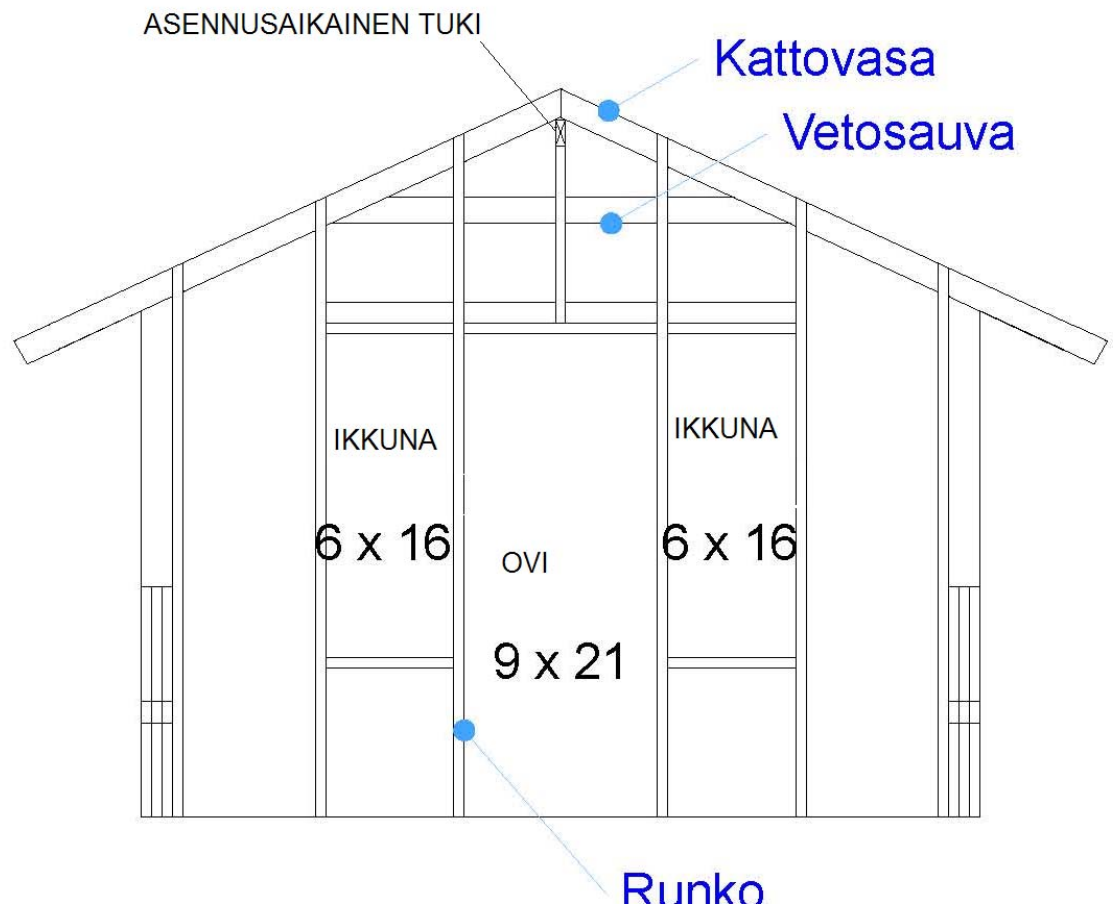 ASENNUSAIKAINEN TUKI
Kattovasa
Vetosauva
IKKUNA
IKKUNA
6 x 16
6 x 16
OVI
9 x 21
Runko